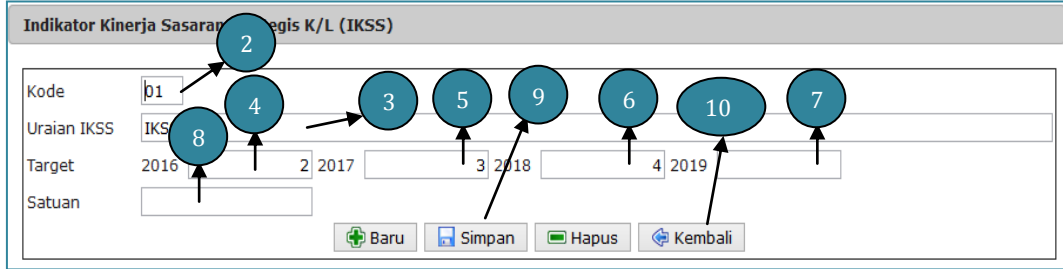 Indikator Kinerja Sasaran egis K/L (IKSS)
2
Kode 01
4 3 5 9 6 10 7
Uraian IKSS IKS
8
Target 2016 2 2017 3 2018 4 2019
Satuan
Baru Simpan Hapus Kembali